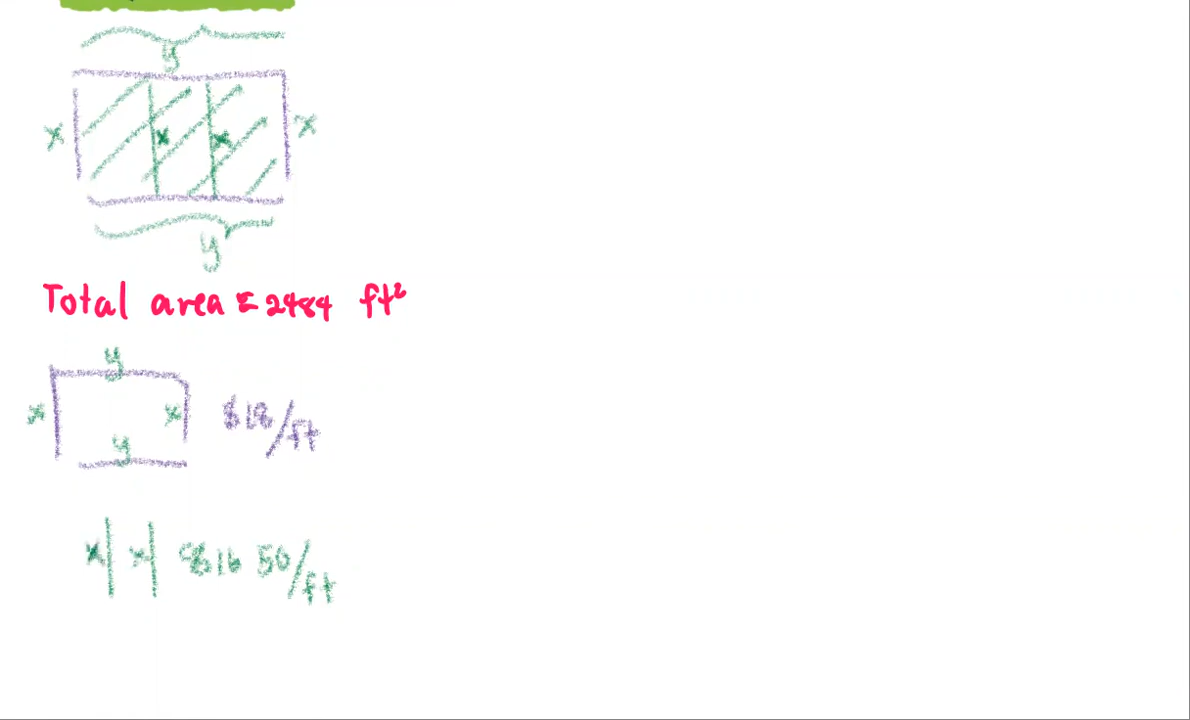 y
x x x x
y
Total area = 2484 ft²
y
x x $18/ft
y
x x $16 50/ft